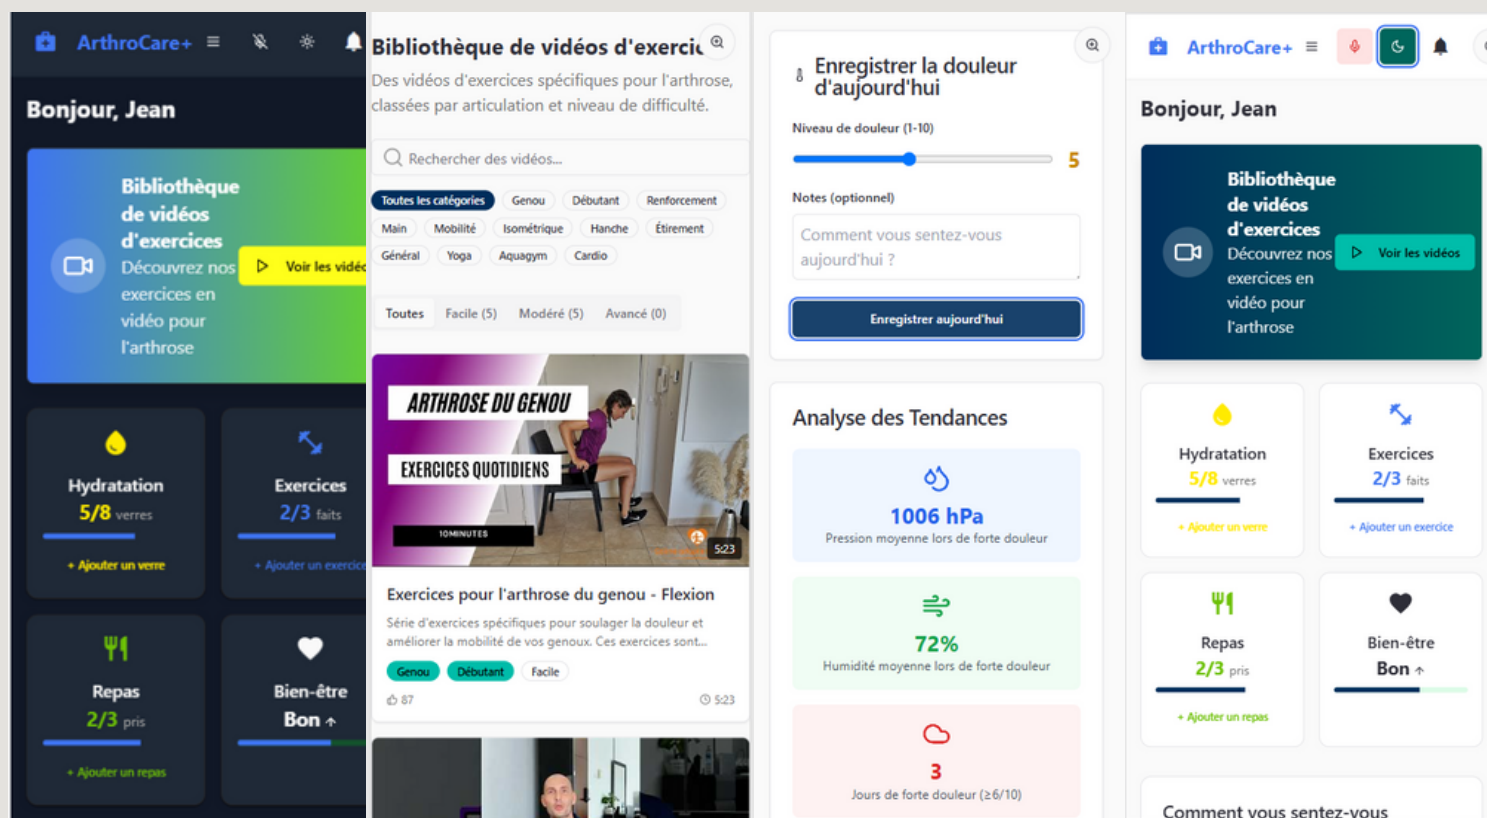 ArthroCare+
Bonjour, Jean
Bibliothèque
de vidéos
d'exercices
Découvrez nos
exercices en
vidéo pour
l'arthrose
Voir les vidéo
Hydratation
5/8 verres
+ Ajouter un verre
Exercices
2/3 faits
+ Ajouter un exercice
Repas
2/3 pris
+ Ajouter un repas
Bien-être
Bon ↑
Bibliothèque de vidéos d'exercic
Des vidéos d'exercices spécifiques pour l'arthrose,
classées par articulation et niveau de difficulté.
Rechercher des vidéos...
Toutes les catégories Genou Débutant Renforcement
Main Mobilité Isométrique Hanche Étirement
Général Yoga Aquagym Cardio
Toutes Facile (5) Modéré (5) Avancé (0)
ARTHROSE DU GENOU
EXERCICES QUOTIDIENS
10MINUTES
5:23
Exercices pour l'arthrose du genou - Flexion
Série d'exercices spécifiques pour soulager la douleur et
améliorer la mobilité de vos genoux. Ces exercices sont...
Genou Débutant Facile
87 5:23
Enregistrer la douleur
d'aujourd'hui
Niveau de douleur (1-10)
5
Notes (optionnel)
Comment vous sentez-vous
aujourd'hui ?
Enregistrer aujourd'hui
Analyse des Tendances
1006 hPa
Pression moyenne lors de forte douleur
72%
Humidité moyenne lors de forte douleur
3
Jours de forte douleur (≥6/10)
ArthroCare+
Bonjour, Jean
Bibliothèque
de vidéos
d'exercices
Découvrez nos
exercices en
vidéo pour
l'arthrose
Voir les vidéos
Hydratation
5/8 verres
+ Ajouter un verre
Exercices
2/3 faits
+ Ajouter un exercice
Repas
2/3 pris
+ Ajouter un repas
Bien-être
Bon ↑
Comment vous sentez-vous